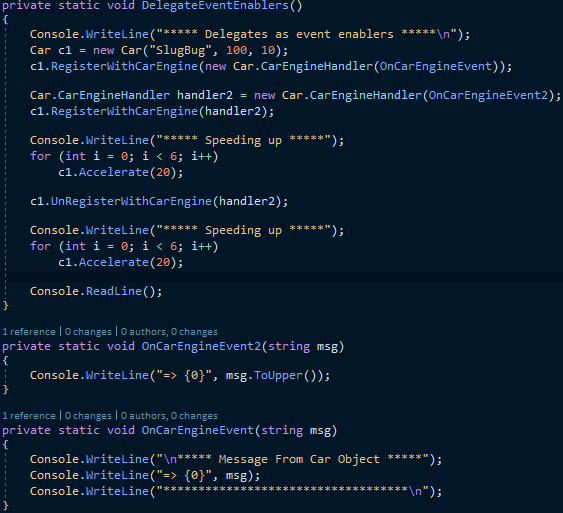 private static void DelegateEventEnablers()
{
    Console.WriteLine("***** Delegates as event enablers *****\n");
    Car c1 = new Car("SlugBug", 100, 10);
    c1.RegisterWithCarEngine(new Car.CarEngineHandler(OnCarEngineEvent));

    Car.CarEngineHandler handler2 = new Car.CarEngineHandler(OnCarEngineEvent2);
    c1.RegisterWithCarEngine(handler2);

    Console.WriteLine("***** Speeding up *****");
    for (int i = 0; i < 6; i++)
        c1.Accelerate(20);

    c1.UnRegisterWithCarEngine(handler2);

    Console.WriteLine("***** Speeding up *****");
    for (int i = 0; i < 6; i++)
        c1.Accelerate(20);

    Console.ReadLine();
}
1 reference | 0 changes | 0 authors, 0 changes
private static void OnCarEngineEvent2(string msg)
{
    Console.WriteLine("=> {0}", msg.ToUpper());
}
1 reference | 0 changes | 0 authors, 0 changes
private static void OnCarEngineEvent(string msg)
{
    Console.WriteLine("\n***** Message From Car Object *****");
    Console.WriteLine("=> {0}", msg);
    Console.WriteLine("***********************************\n");
}